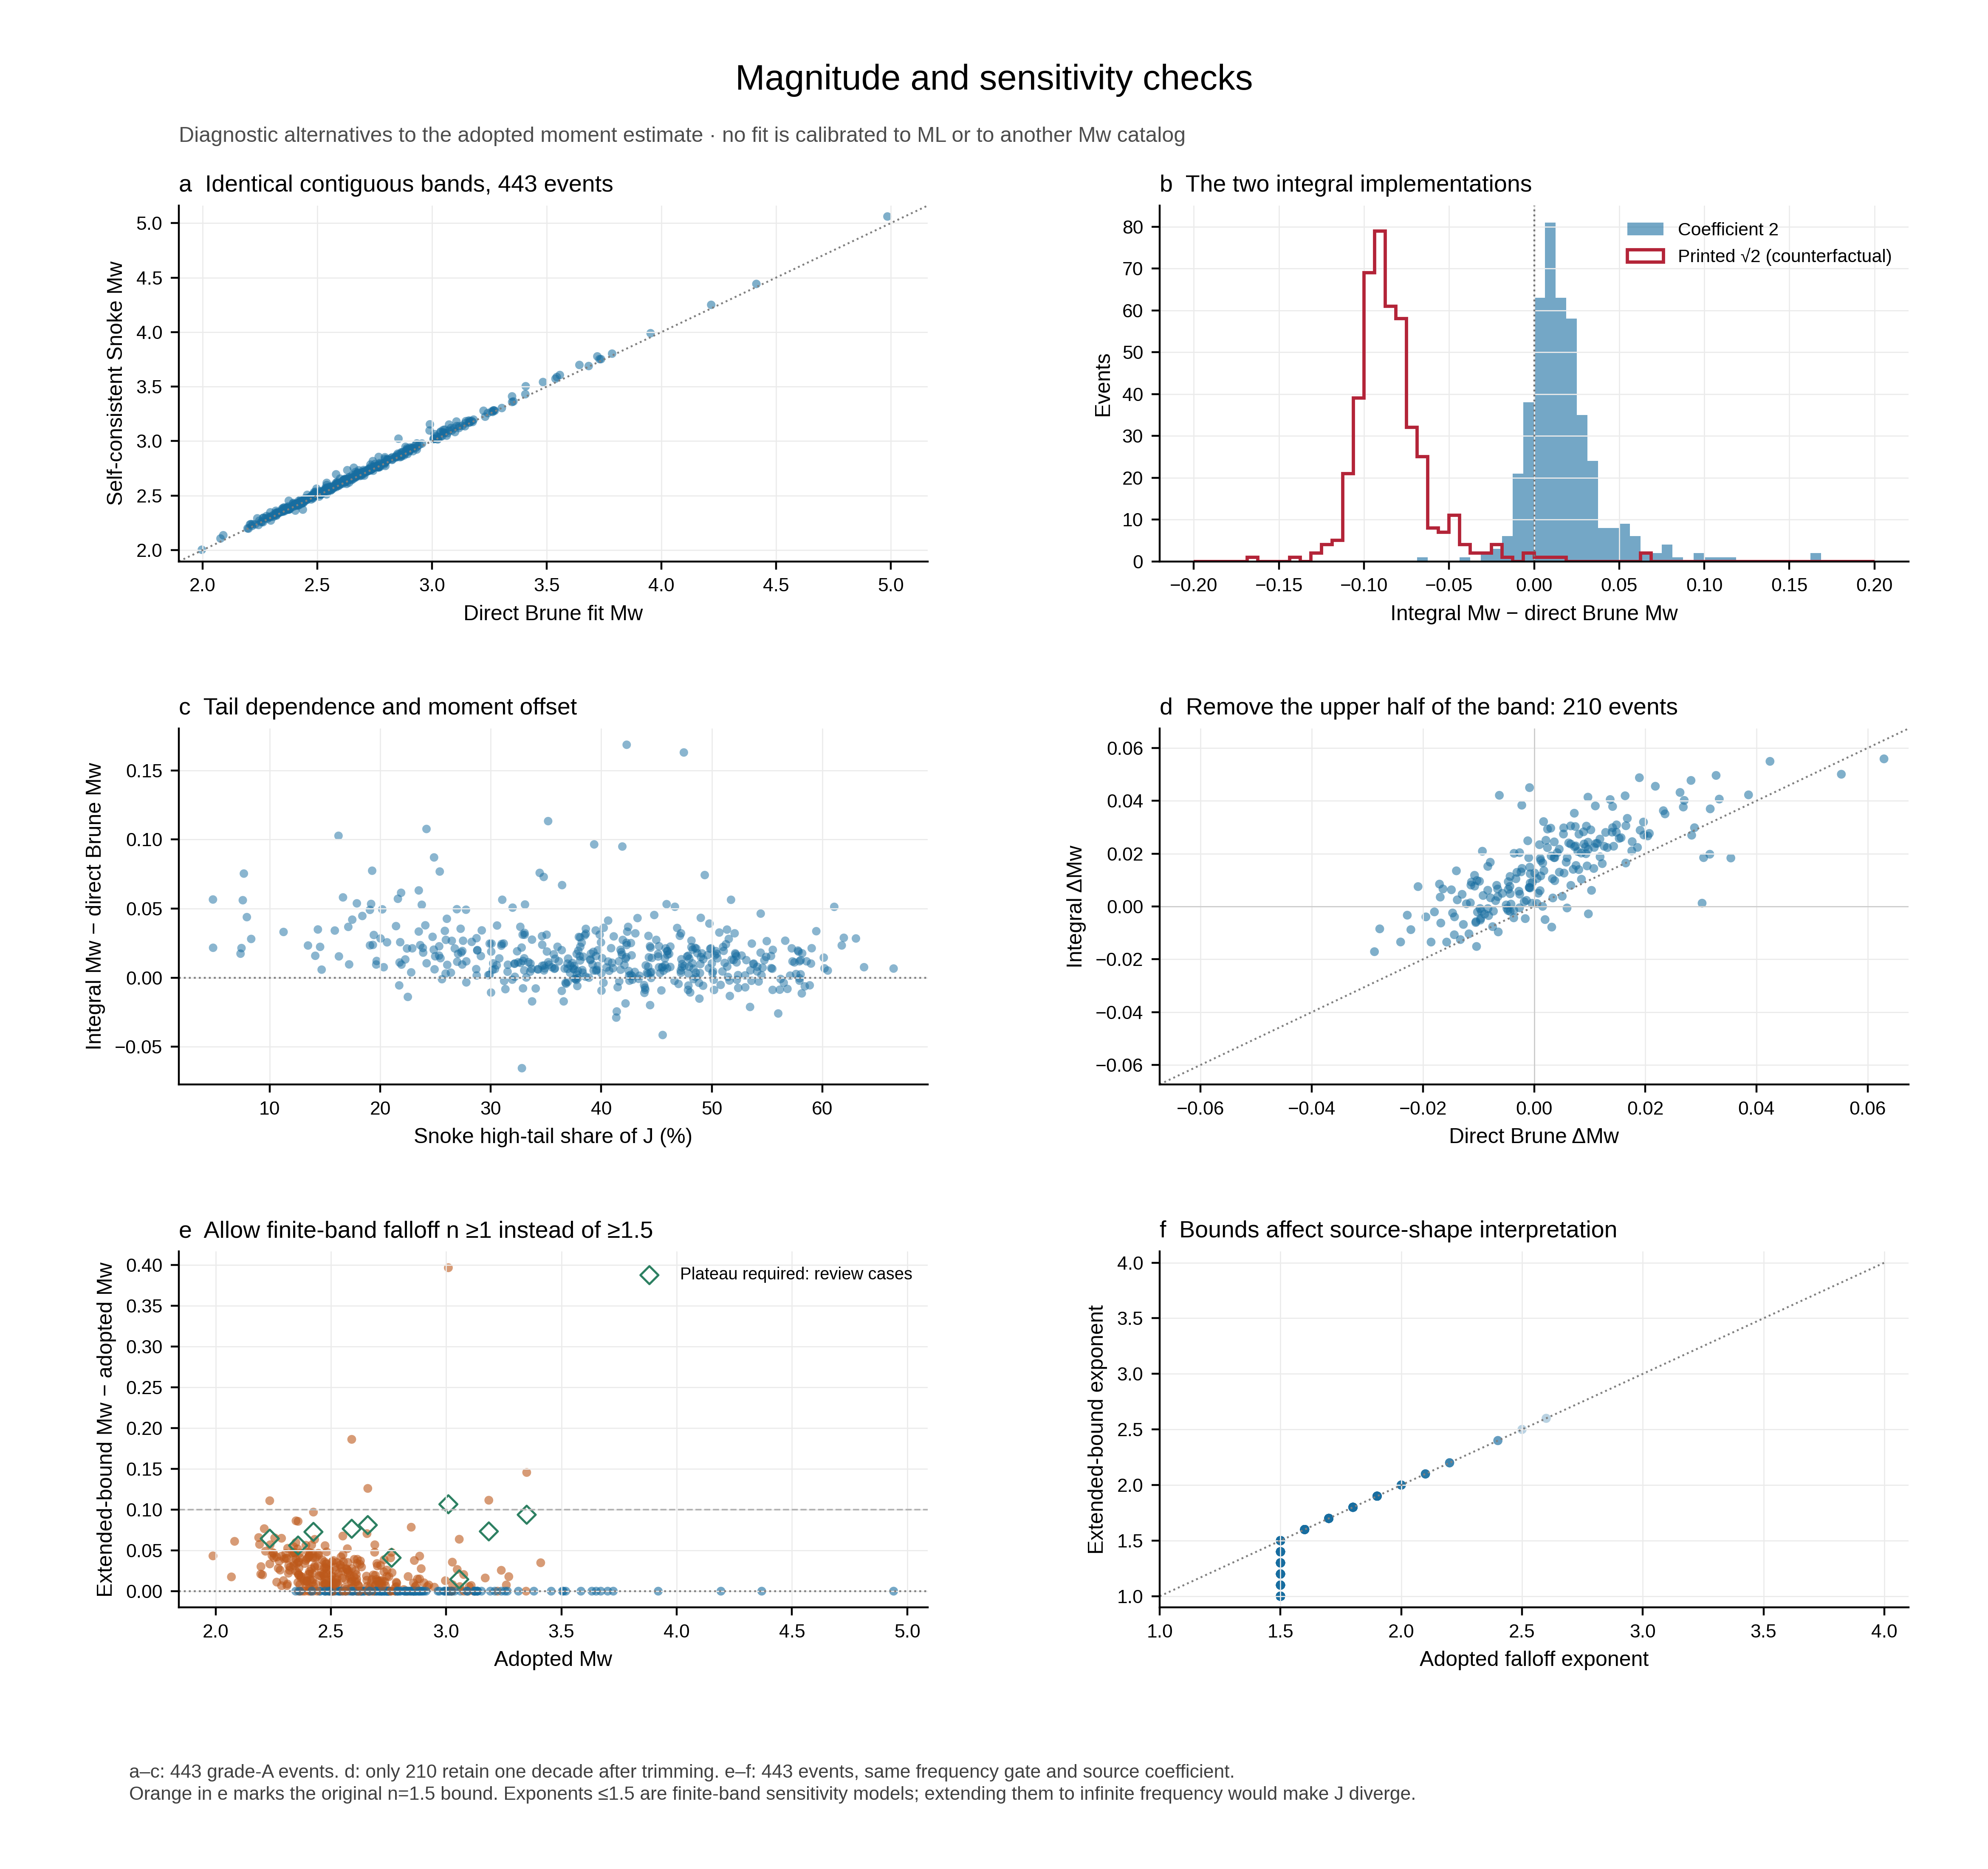 Magnitude and sensitivity checks
Diagnostic alternatives to the adopted moment estimate · no fit is calibrated to ML or to another Mw catalog
a Identical contiguous bands, 443 events
5.0
4.5
4.0
3.5
3.0
2.5
2.0
Self-consistent Snoke Mw
2.0 2.5 3.0 3.5 4.0 4.5 5.0
Direct Brune fit Mw
b The two integral implementations
Coefficient 2
Printed √2 (counterfactual)
80
70
60
50
40
30
20
10
0
Events
−0.20 −0.15 −0.10 −0.05 0.00 0.05 0.10 0.15 0.20
Integral Mw − direct Brune Mw
c Tail dependence and moment offset
0.15
0.10
0.05
0.00
−0.05
Integral Mw − direct Brune Mw
10 20 30 40 50 60
Snoke high-tail share of J (%)
d Remove the upper half of the band: 210 events
0.06
0.04
0.02
0.00
−0.02
−0.04
−0.06
Integral ΔMw
−0.06 −0.04 −0.02 0.00 0.02 0.04 0.06
Direct Brune ΔMw
e Allow finite-band falloff n ≥1 instead of ≥1.5
Plateau required: review cases
0.40
0.35
0.30
0.25
0.20
0.15
0.10
0.05
0.00
Extended-bound Mw − adopted Mw
2.0 2.5 3.0 3.5 4.0 4.5 5.0
Adopted Mw
f Bounds affect source-shape interpretation
4.0
3.5
3.0
2.5
2.0
1.5
1.0
Extended-bound exponent
1.0 1.5 2.0 2.5 3.0 3.5 4.0
Adopted falloff exponent
a–c: 443 grade-A events. d: only 210 retain one decade after trimming. e–f: 443 events, same frequency gate and source coefficient.
Orange in e marks the original n=1.5 bound. Exponents ≤1.5 are finite-band sensitivity models; extending them to infinite frequency would make J diverge.